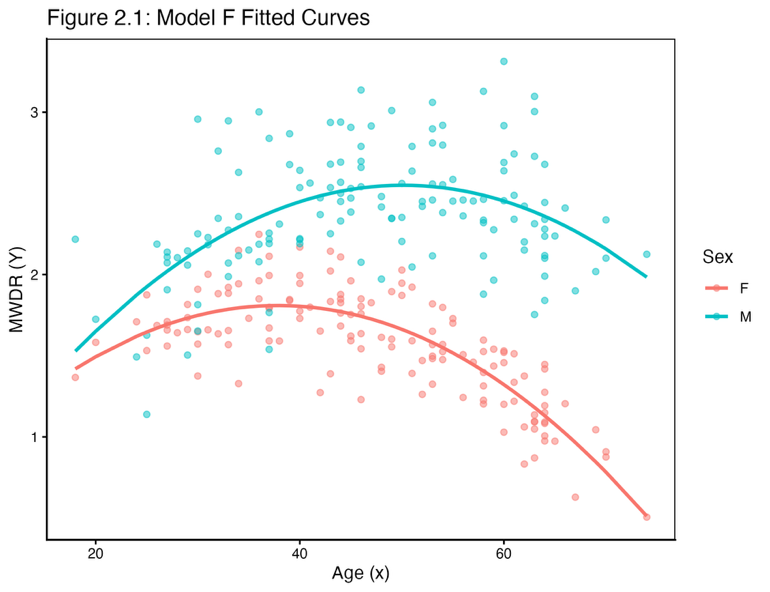 Figure 2.1: Model F Fitted Curves
3
2
1
MWDR (Y)
20 40 60
Age (x)
Sex
F
M